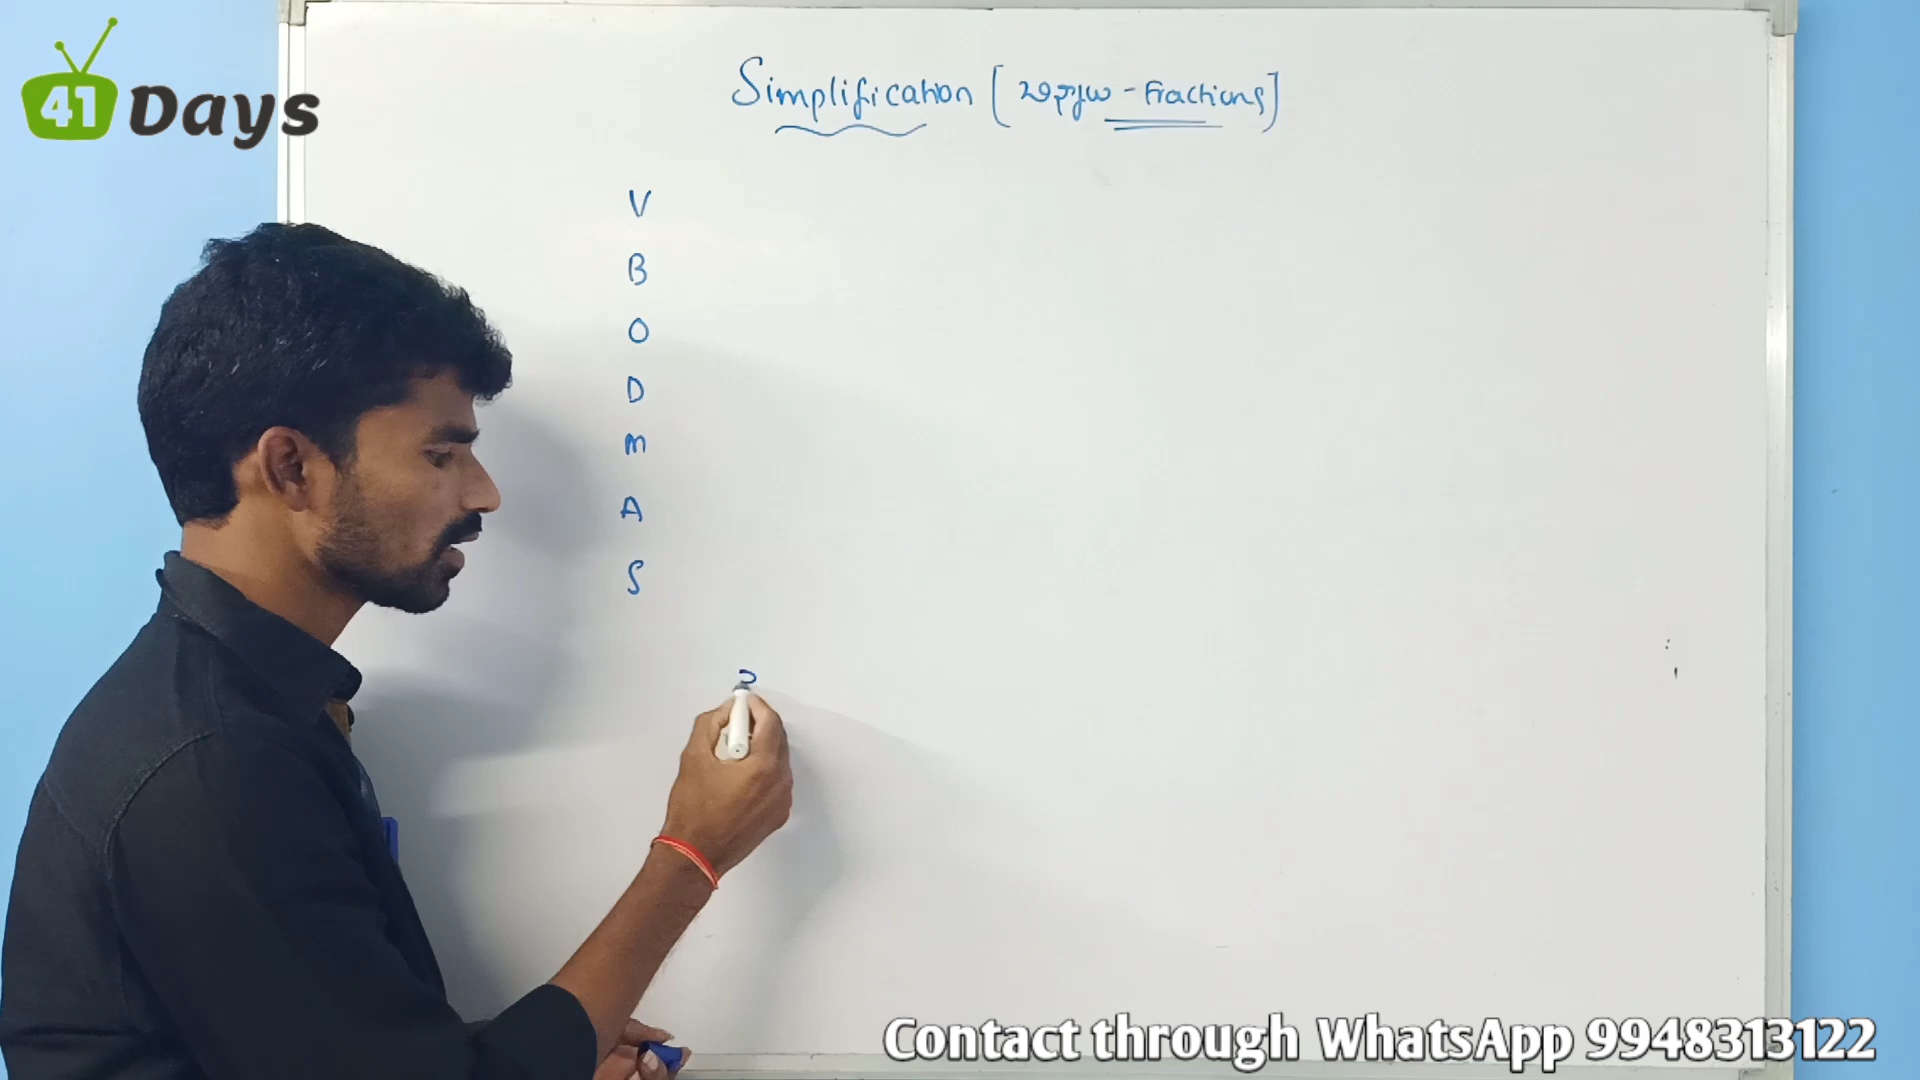 41 Days
Simplification [భిన్నాలు - Fractions]
V
B
O
D
M
A
S
Contact through WhatsApp 9948313122